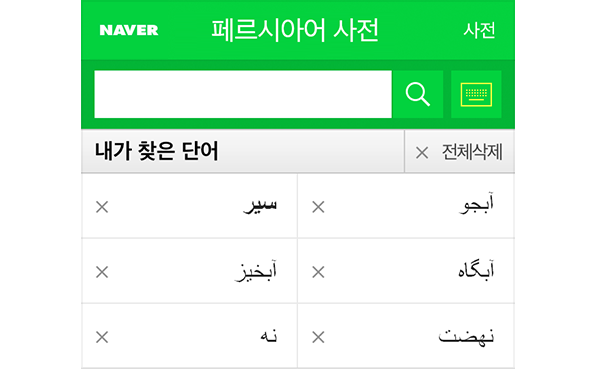 NAVER 페르시아어 사전 사전
내가 찾은 단어 × 전체삭제
× سیر × آبجو
× آبخیز × آبگاه
× نه × نهضت